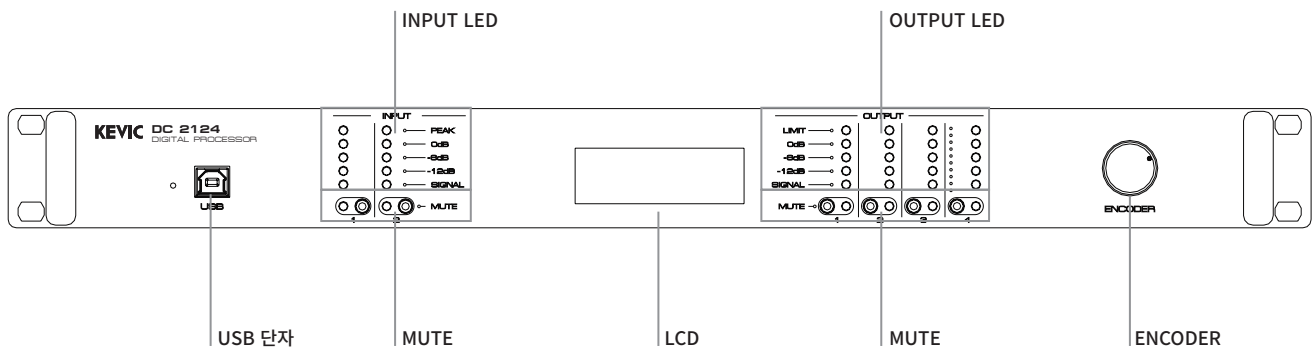 INPUT LED
OUTPUT LED
KEVIC DC 2124
DIGITAL PROCESSOR
USB
INPUT
PEAK
0dB
-6dB
-12dB
SIGNAL
MUTE
1 2
OUTPUT
LIMIT
0dB
-6dB
-12dB
SIGNAL
MUTE
1 2 3 4
ENCODER
USB 단자
MUTE
LCD
MUTE
ENCODER